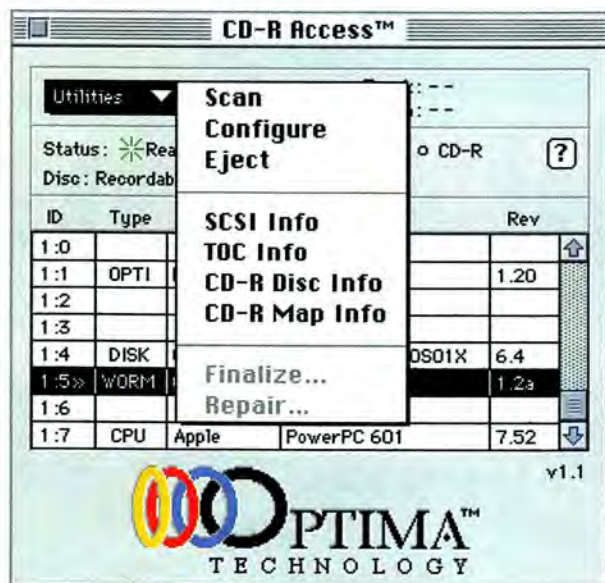 CD-R Access™
Utilities
Scan
Configure
Eject
SCSI Info
TOC Info
CD-R Disc Info
CD-R Map Info
Finalize...
Repair...
: --
: --
Status: Rea
CD-R
?
Disc: Recordab
ID Type Rev
1:0
1:1 OPTI 1.20
1:2
1:3
1:4 DISK OS01X 6.4
1:5» WORM 1.2a
1:6
1:7 CPU Apple PowerPC 601 7.52
v1.1
OPTIMA™
TECHNOLOGY